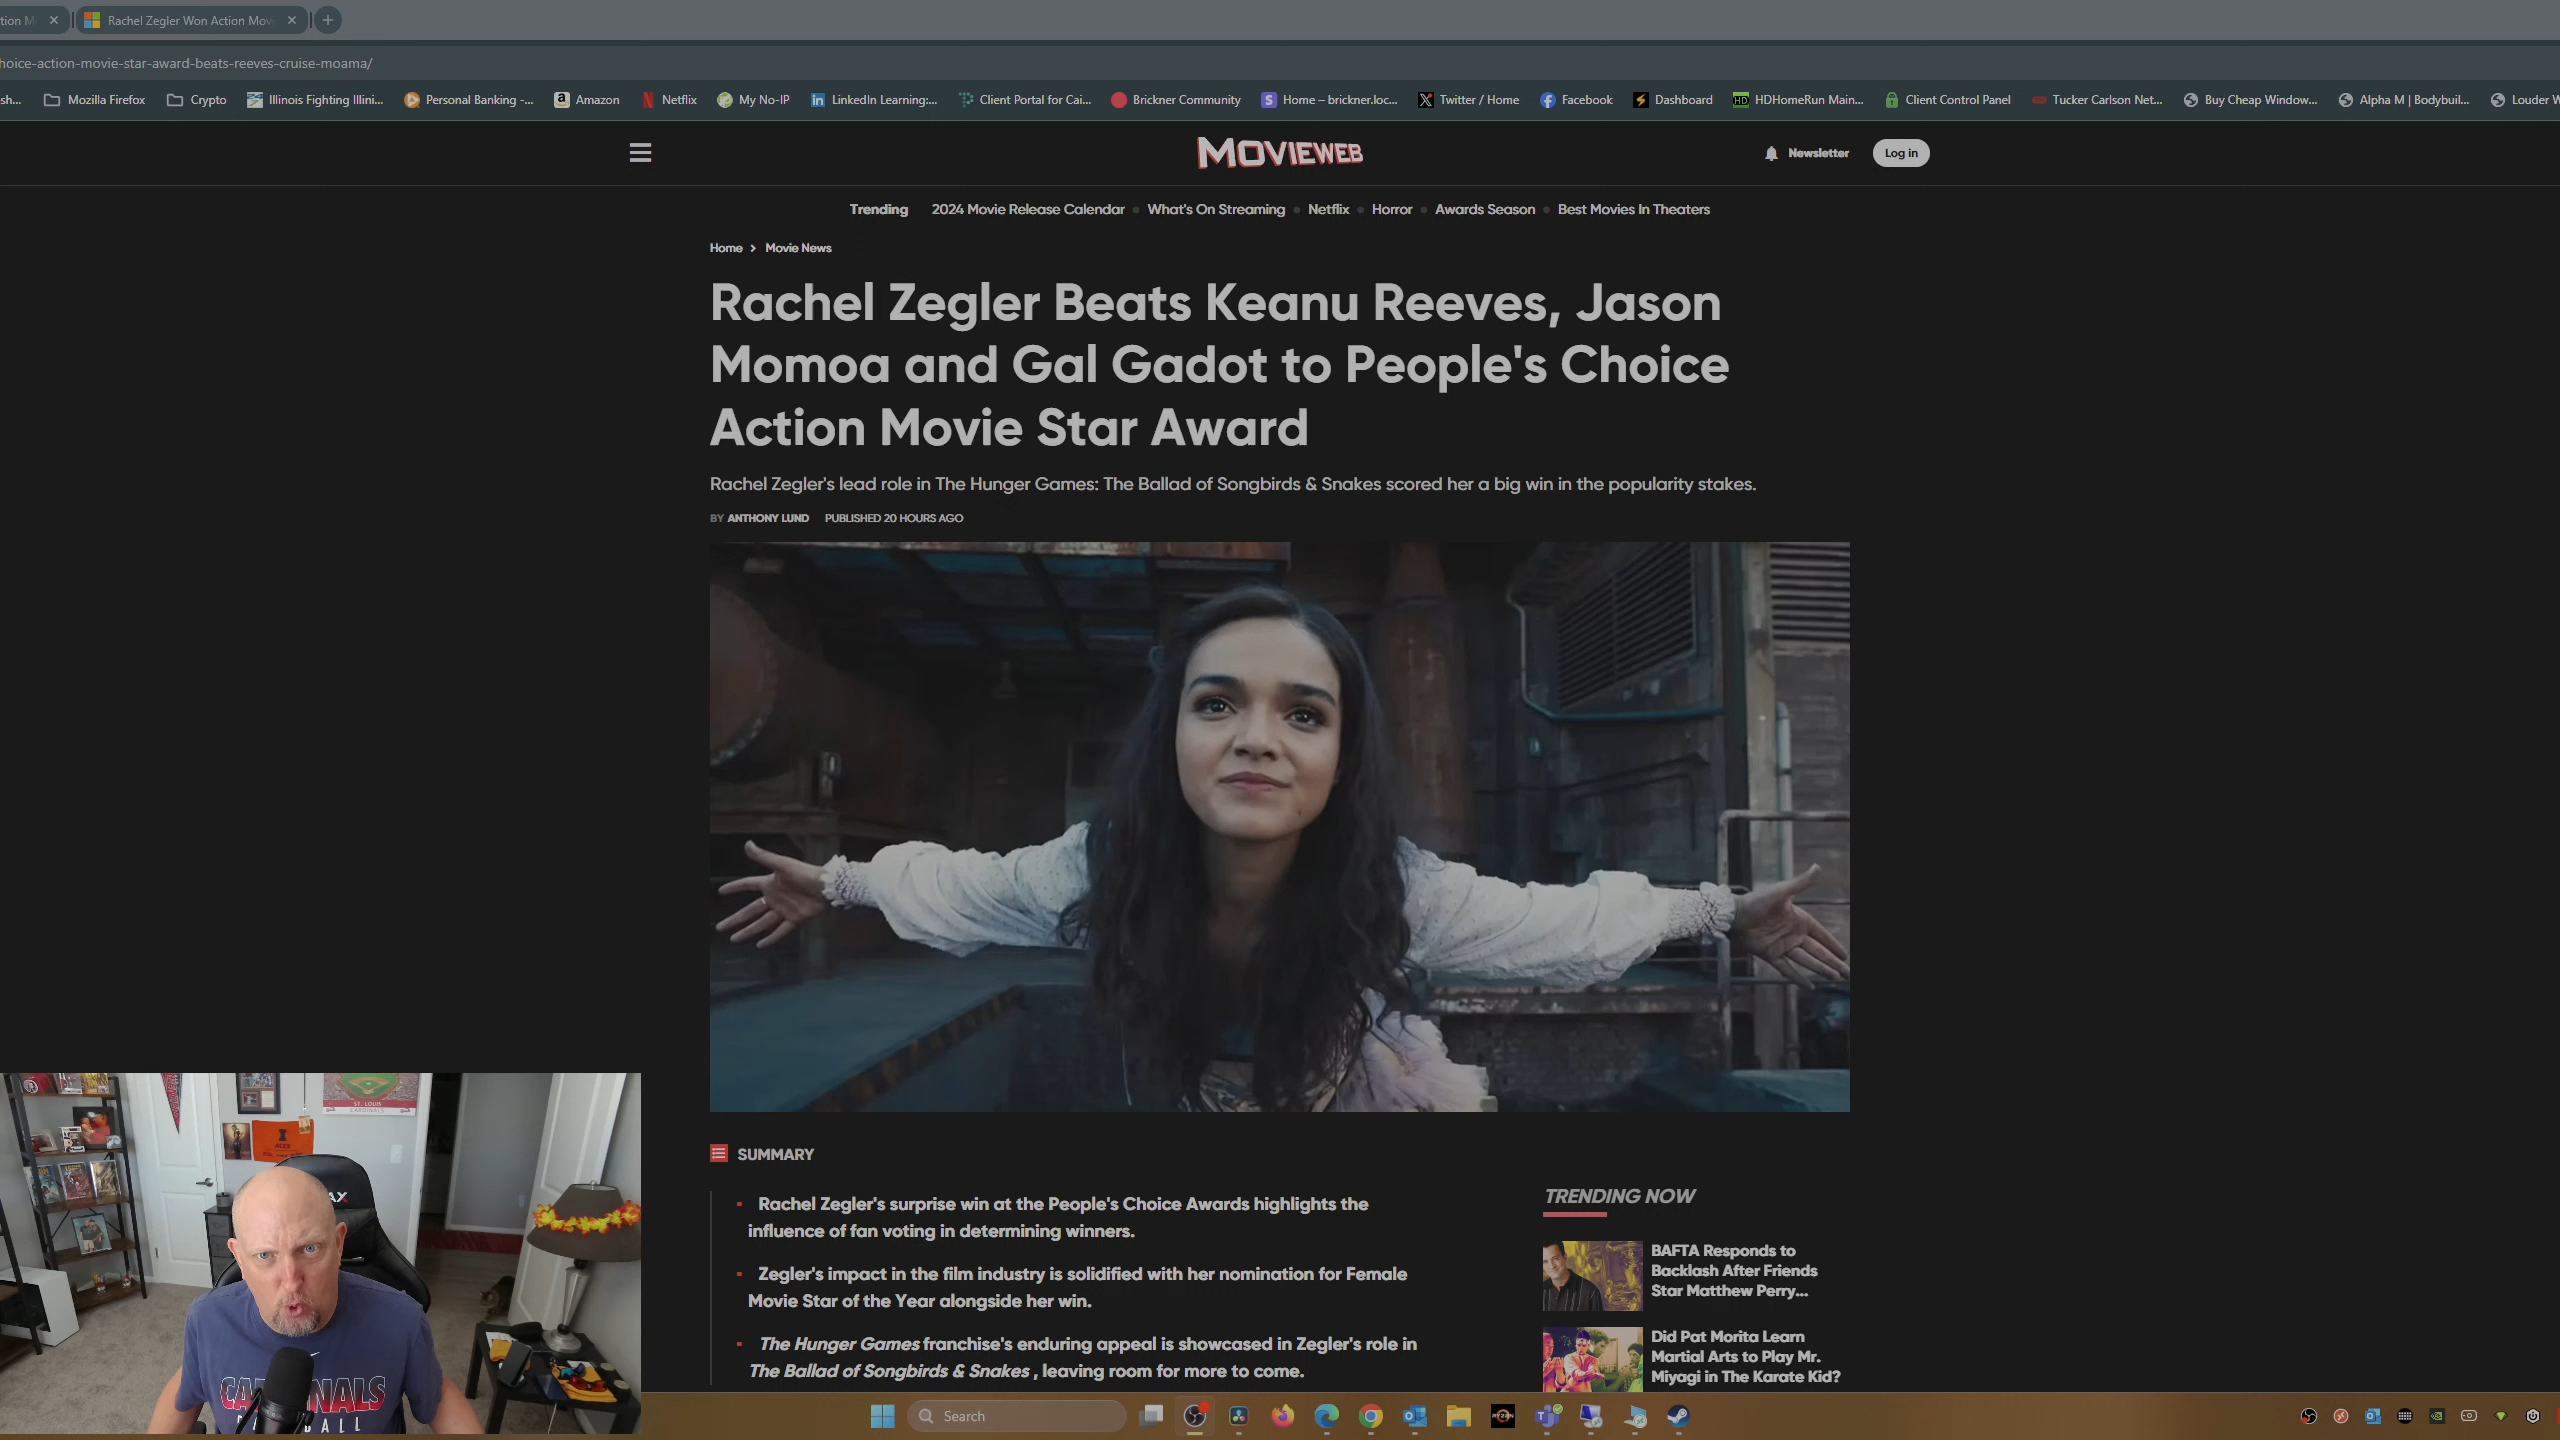 tion M
Rachel Zegler Won Action Mov
hoice-action-movie-star-award-beats-reeves-cruise-moama/
sh... Mozilla Firefox Crypto Illinois Fighting Illini... Personal Banking -... Amazon Netflix My No-IP LinkedIn Learning:... Client Portal for Cai... Brickner Community Home – brickner.loc... Twitter / Home Facebook Dashboard HDHomeRun Main... Client Control Panel Tucker Carlson Net... Buy Cheap Window... Alpha M | Bodybuil... Louder W
MOVIEWEB
Newsletter
Log in
Trending 2024 Movie Release Calendar What's On Streaming Netflix Horror Awards Season Best Movies In Theaters
Home > Movie News
Rachel Zegler Beats Keanu Reeves, Jason
Momoa and Gal Gadot to People's Choice
Action Movie Star Award
Rachel Zegler's lead role in The Hunger Games: The Ballad of Songbirds & Snakes scored her a big win in the popularity stakes.
BY ANTHONY LUND PUBLISHED 20 HOURS AGO
SUMMARY
Rachel Zegler's surprise win at the People's Choice Awards highlights the
influence of fan voting in determining winners.
Zegler's impact in the film industry is solidified with her nomination for Female
Movie Star of the Year alongside her win.
The Hunger Games franchise's enduring appeal is showcased in Zegler's role in
The Ballad of Songbirds & Snakes , leaving room for more to come.
TRENDING NOW
BAFTA Responds to
Backlash After Friends
Star Matthew Perry...
Did Pat Morita Learn
Martial Arts to Play Mr.
Miyagi in The Karate Kid?
ST. LOUIS
CARDINALS
AX
CA NALS
ALL
Search